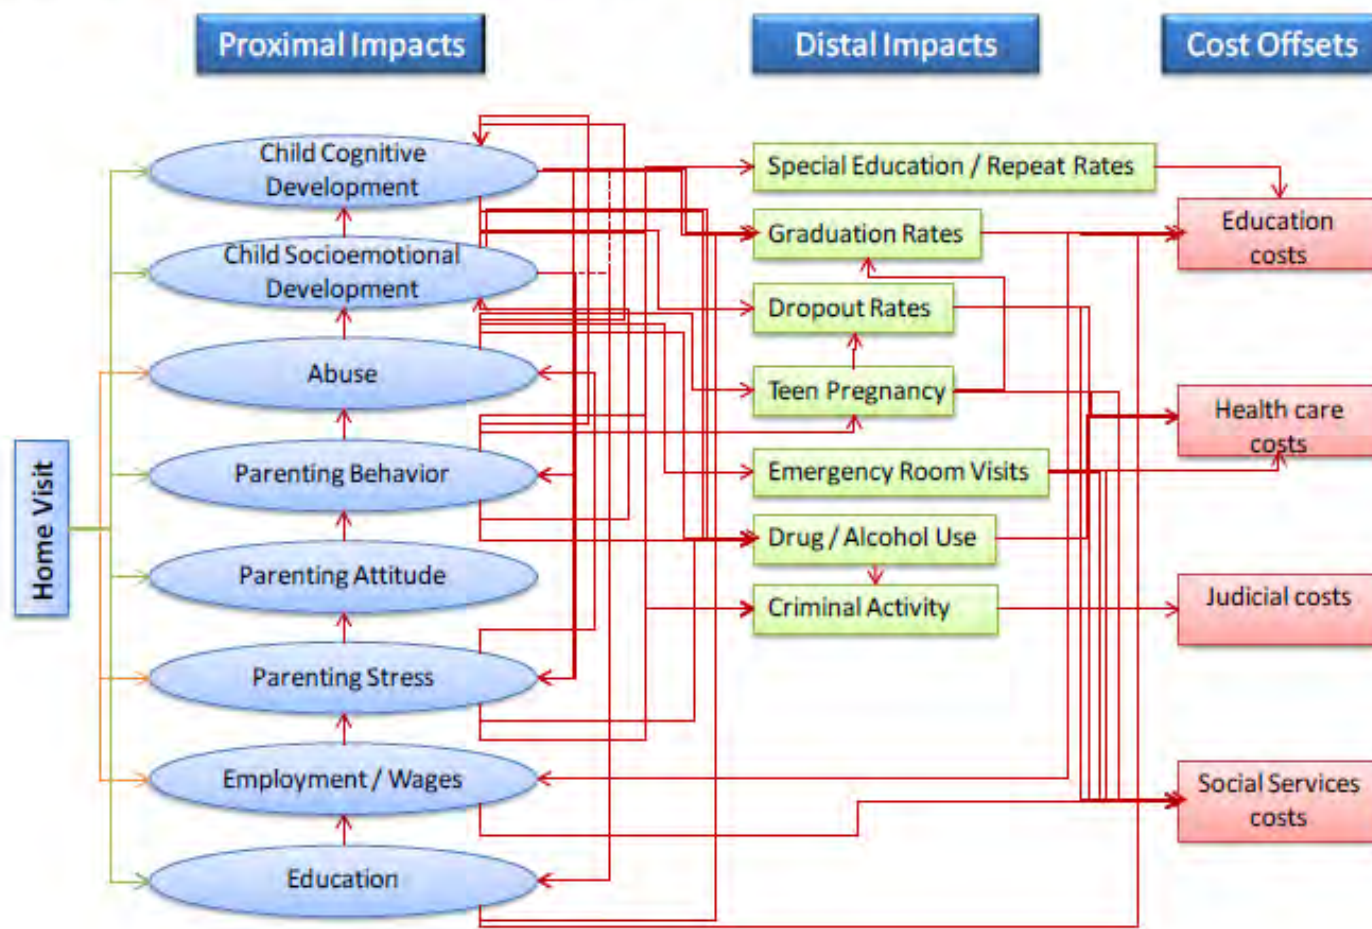 Proximal Impacts
Distal Impacts
Cost Offsets
Home Visit
Child Cognitive
Development
Child Socioemotional
Development
Abuse
Parenting Behavior
Parenting Attitude
Parenting Stress
Employment / Wages
Education
Special Education / Repeat Rates
Graduation Rates
Dropout Rates
Teen Pregnancy
Emergency Room Visits
Drug / Alcohol Use
Criminal Activity
Education
costs
Health care
costs
Judicial costs
Social Services
costs